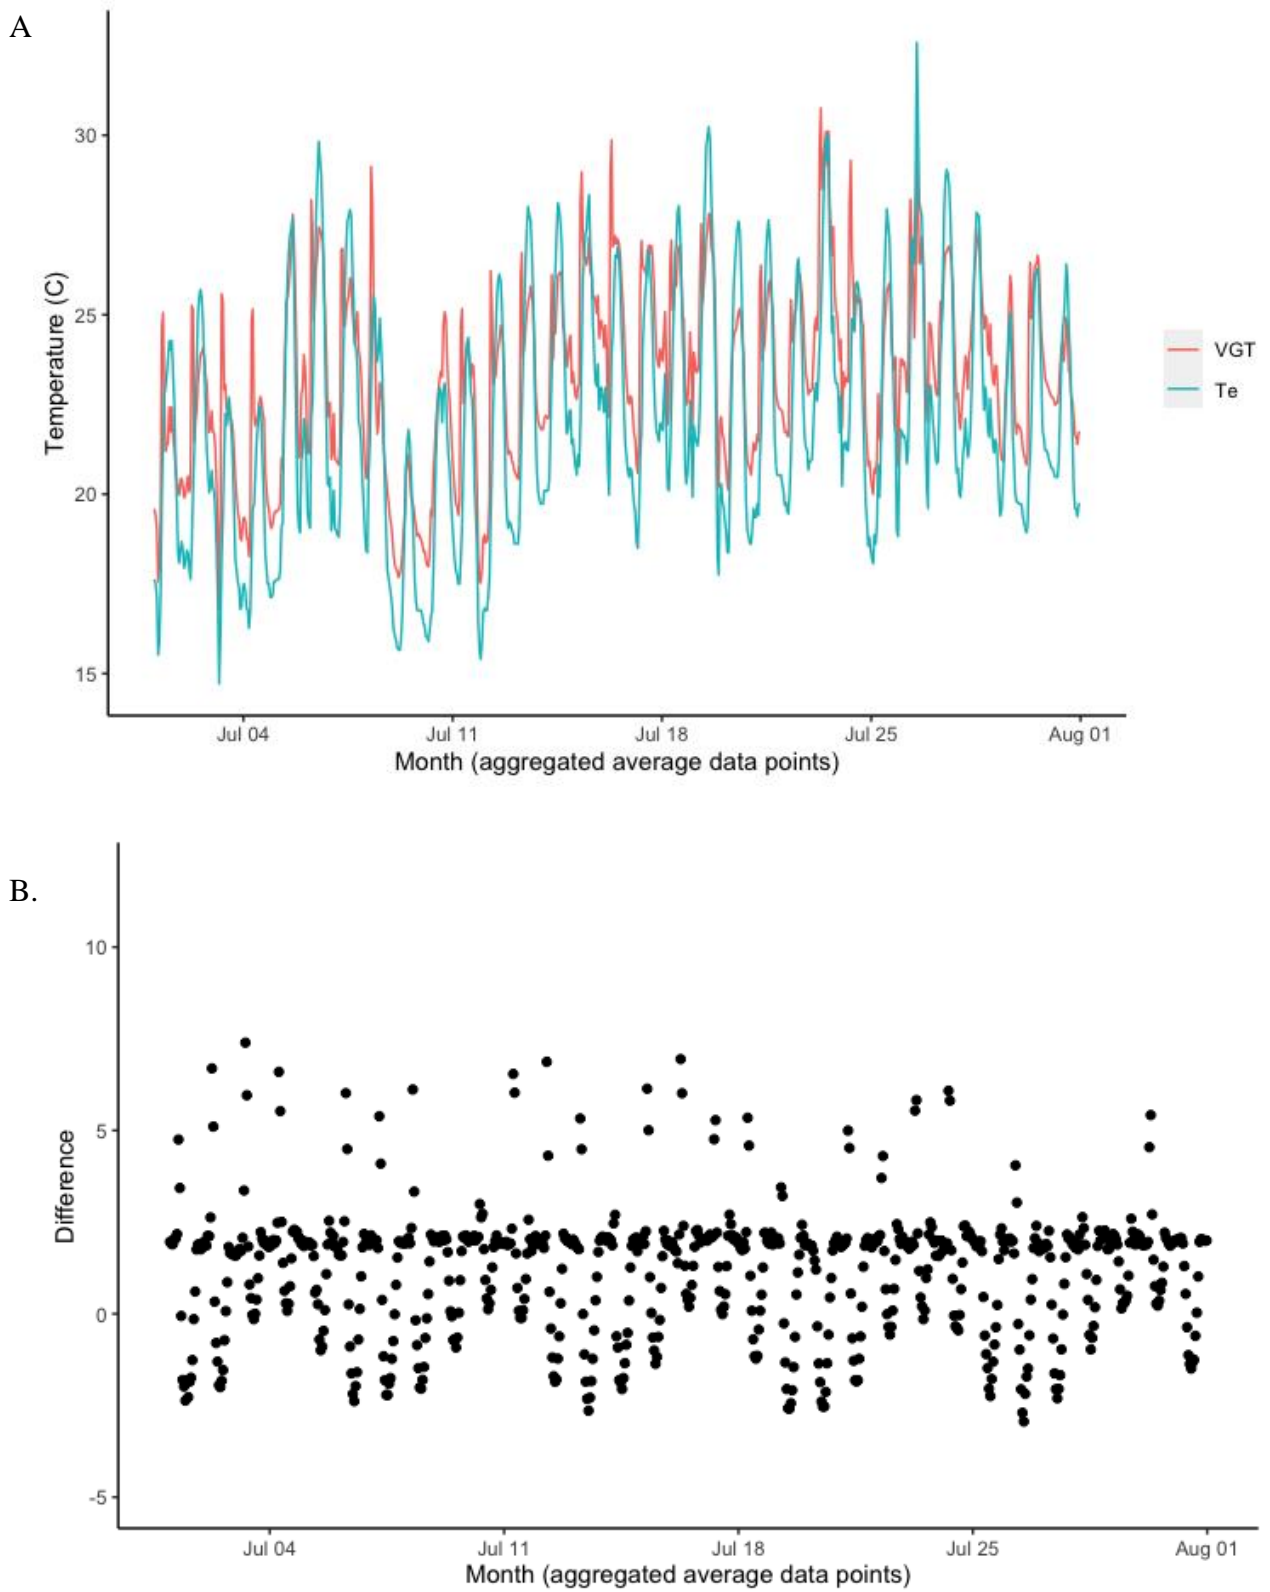 A
30
25
20
15
Temperature (C)
Jul 04 Jul 11 Jul 18 Jul 25 Aug 01
Month (aggregated average data points)
VGT
Te
B.
10
5
0
-5
Difference
Jul 04 Jul 11 Jul 18 Jul 25 Aug 01
Month (aggregated average data points)